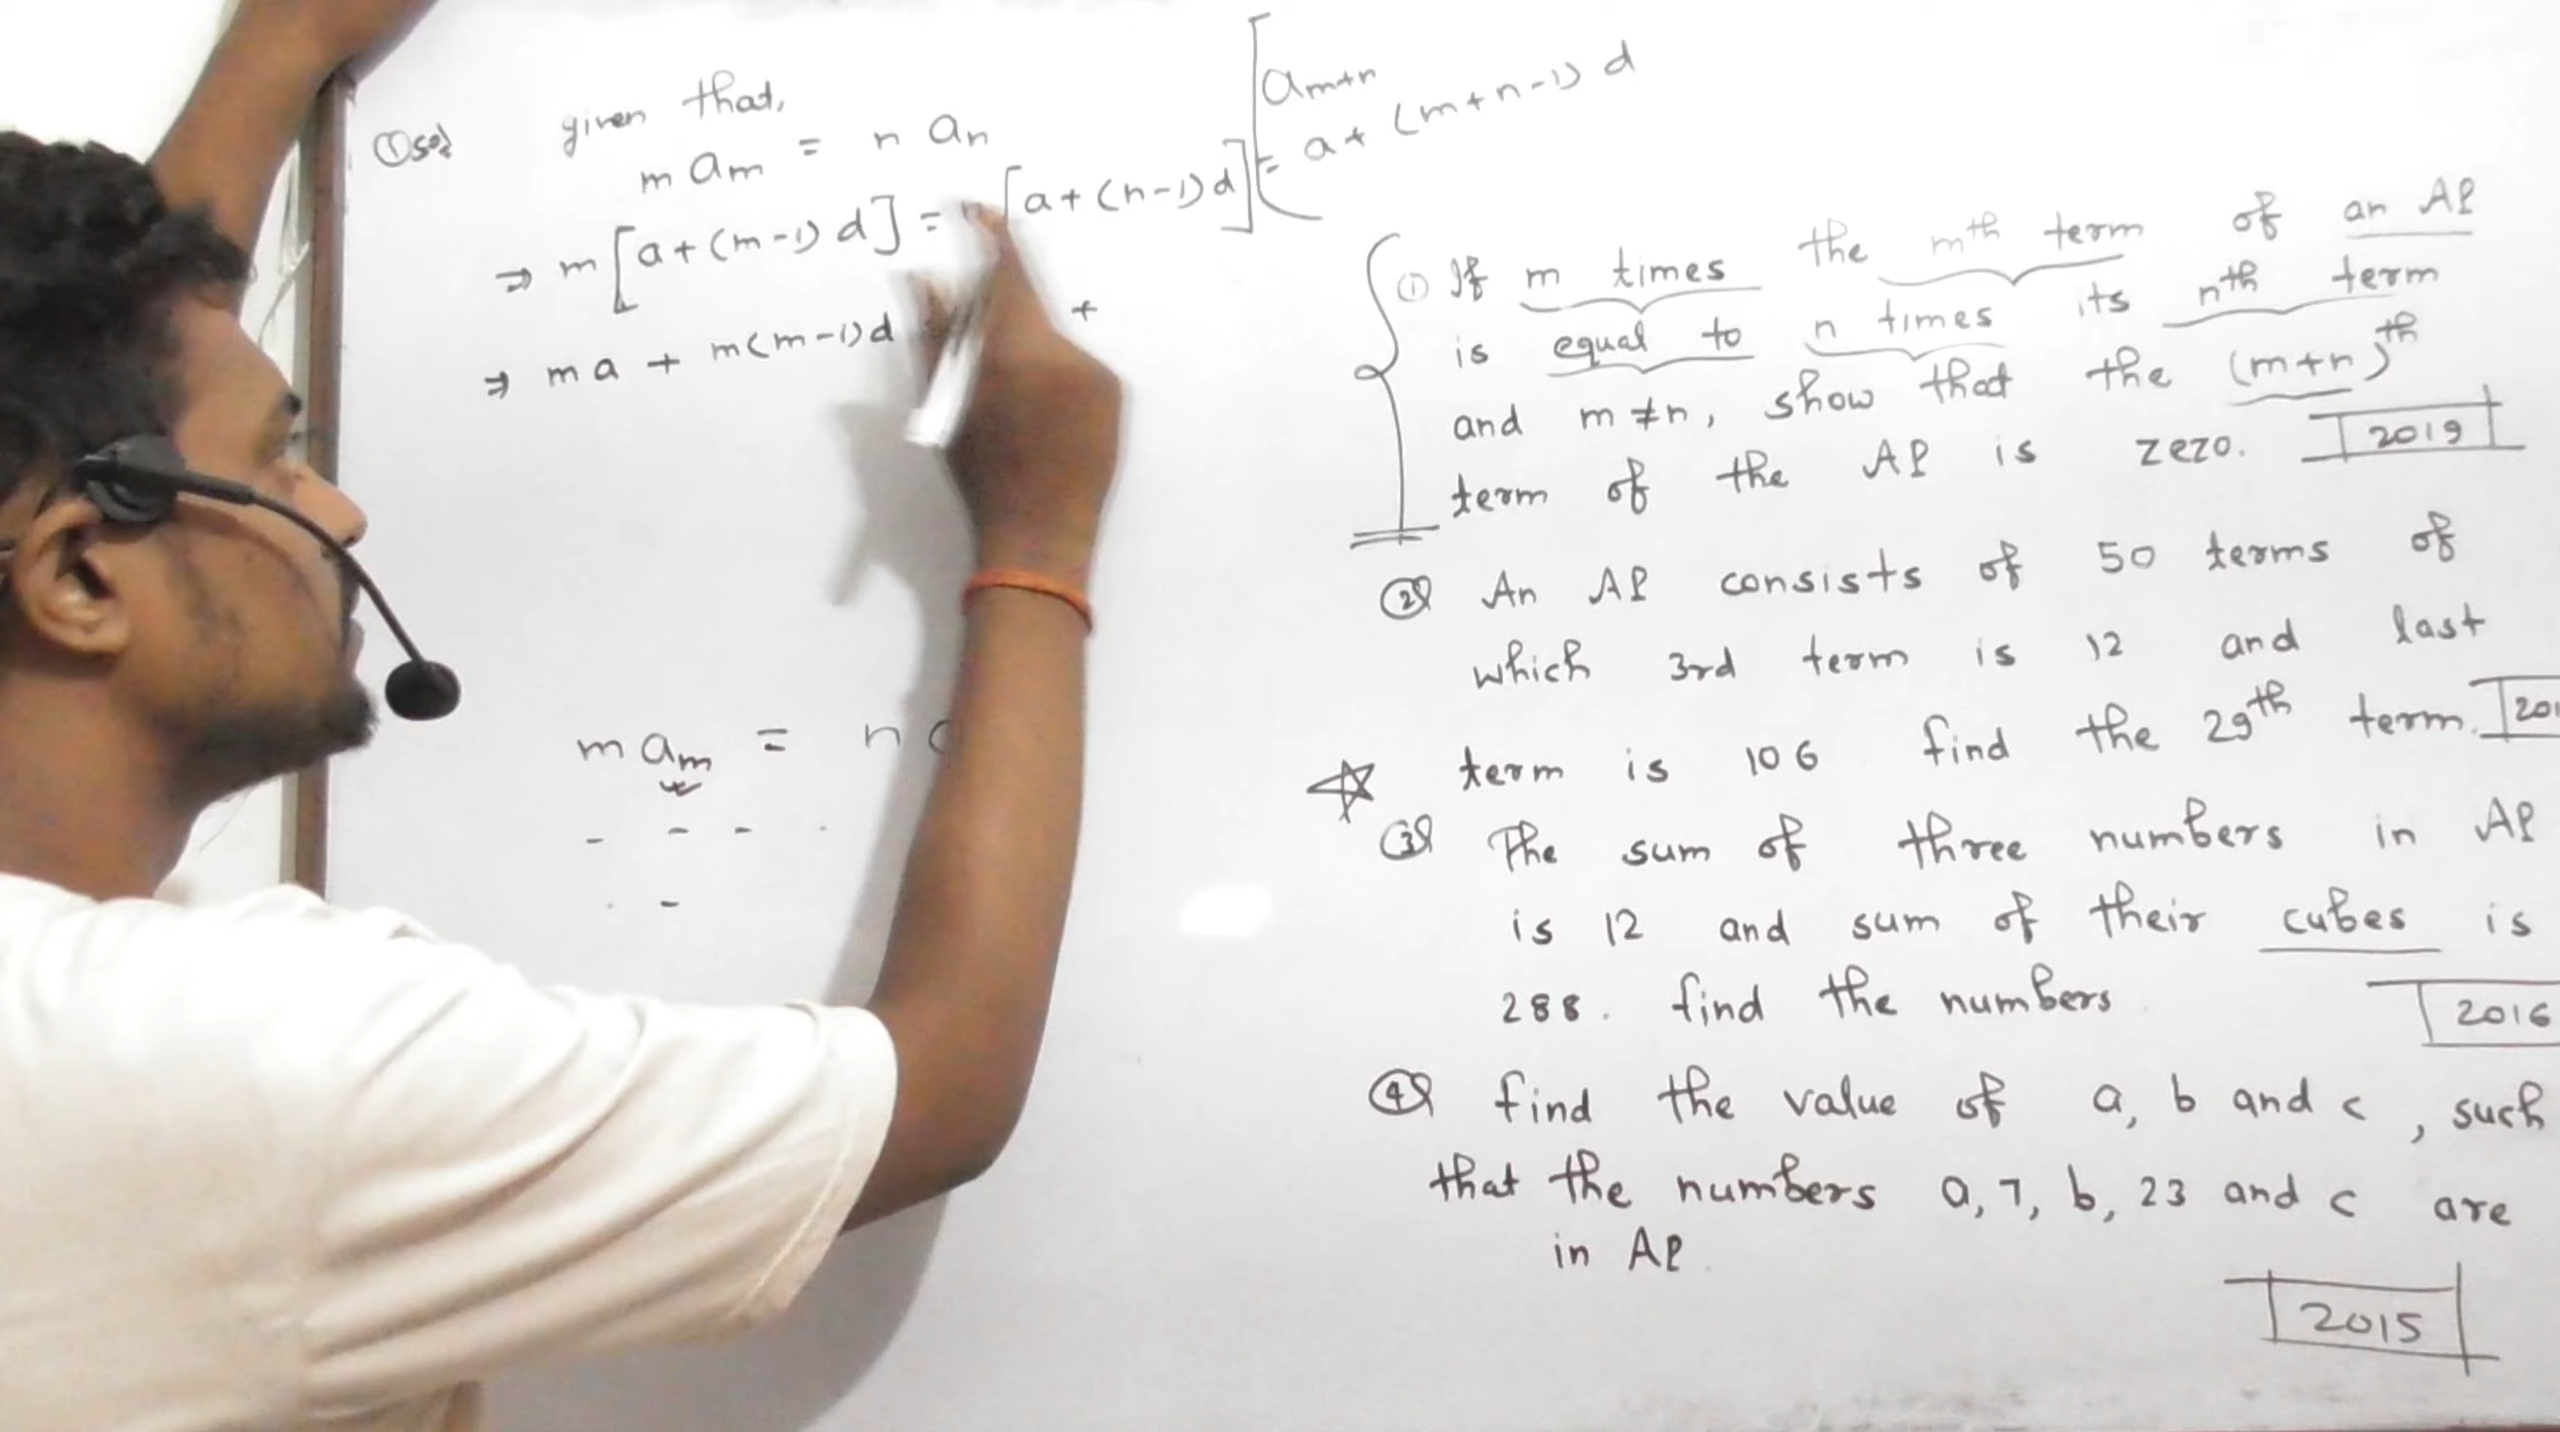 ① sol given that,
m am = n an
⇒ m [a+(m-1) d] = n [a+(n-1) d]
⇒ ma + m(m-1)d +
m am = n
[am+n
= a+ (m+n-1) d
① If m times the mth term of an AP
is equal to n times its nth term
and m≠n, show that the (m+n)th
term of the AP is zero. 2019
② An AP consists of 50 terms of
which 3rd term is 12 and last
term is 106 find the 29th term. 201
③ The sum of three numbers in AP
is 12 and sum of their cubes is
288. find the numbers
2016
④ find the value of a, b and c, such
that the numbers a, 7, b, 23 and c are
in AP
2015